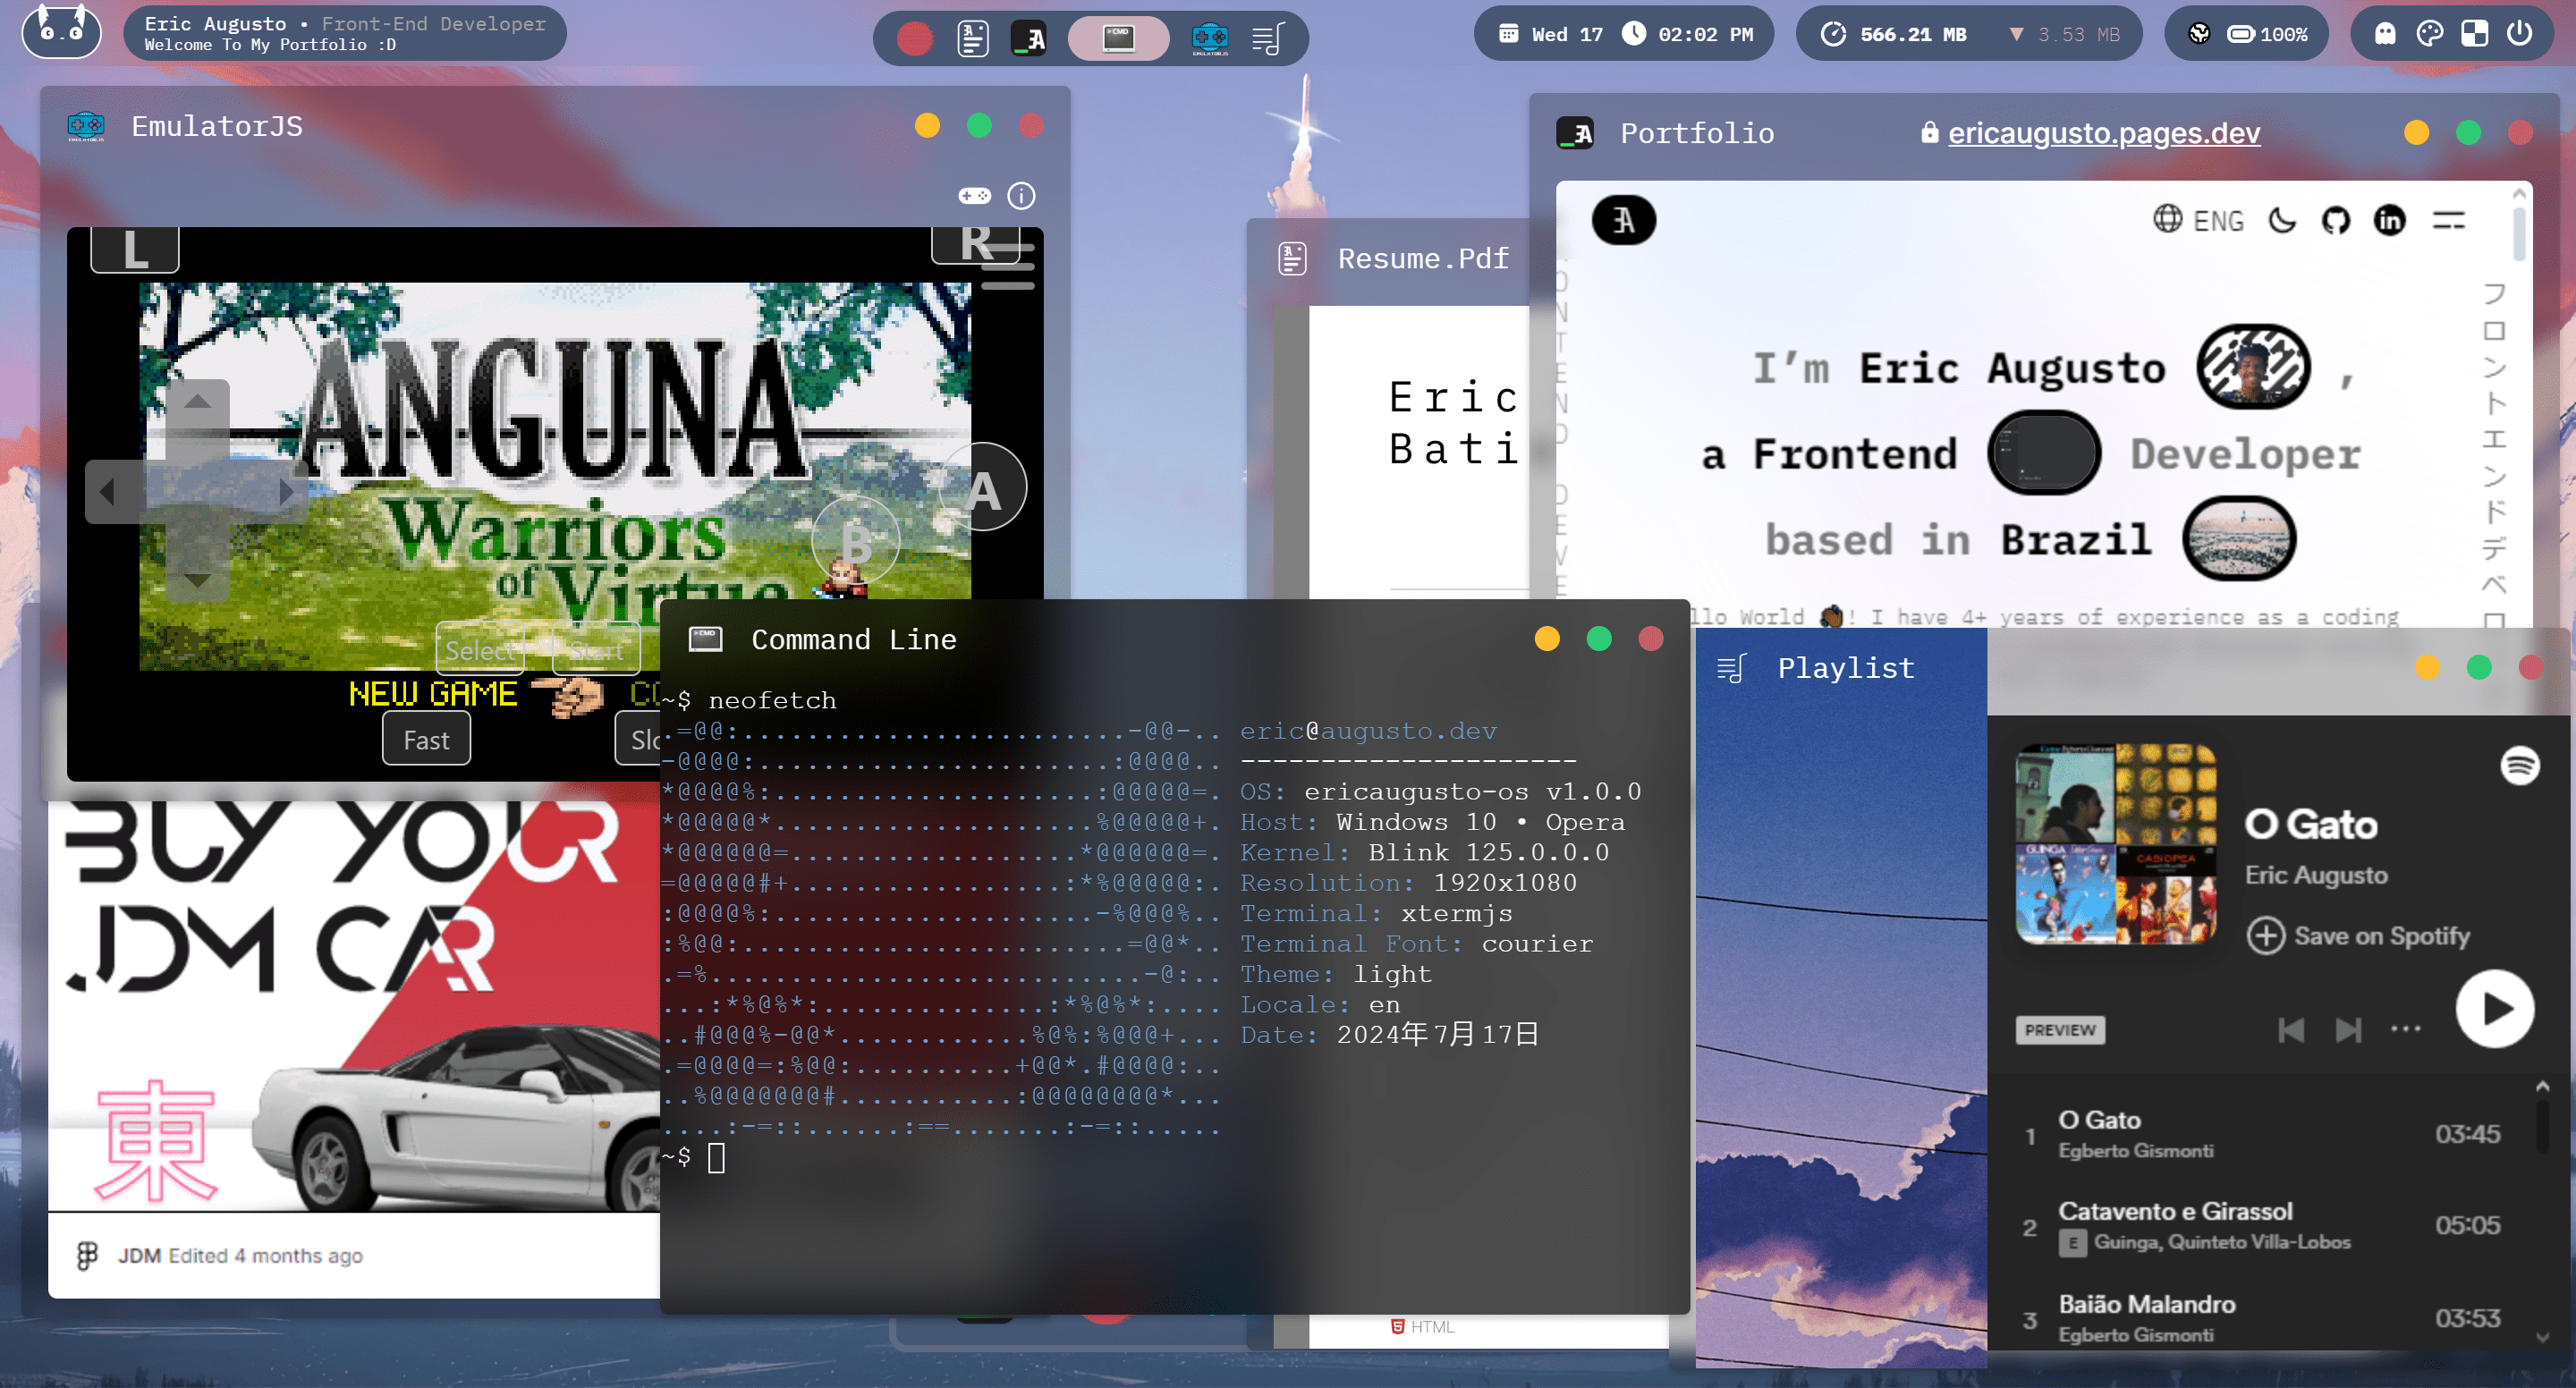 Eric Augusto • Front-End Developer
Welcome To My Portfolio :D
>CMD
Wed 17 02:02 PM
566.21 MB ▼ 3.53 MB
100%
EmulatorJS
L
R
ANGUNA
Warriors
of Virtue
A
B
Select
Start
NEW GAME
Fast
BUY YOUR
JDM CAR
東
JDM Edited 4 months ago
Resume.Pdf
Eric
Bati
HTML
Portfolio
ericaugusto.pages.dev
ENG
I’m Eric Augusto ,
a Frontend Developer
based in Brazil
llo World 👋🏾! I have 4+ years of experience as a coding
フロントエンドデベロ
>CMD
Command Line
~$ neofetch
.=@@:........................-@@-.. eric@augusto.dev
-@@@@:......................:@@@@.. ---------------------
*@@@@%:....................:@@@@@=. OS: ericaugusto-os v1.0.0
*@@@@@*....................%@@@@@+. Host: Windows 10 • Opera
*@@@@@@=..................*@@@@@@=. Kernel: Blink 125.0.0.0
=@@@@@#+.................:*%@@@@@:. Resolution: 1920x1080
:@@@@%:....................-%@@@%.. Terminal: xtermjs
:%@@:........................=@@*.. Terminal Font: courier
.=%...........................-@:.. Theme: light
...:*%@%*:..............:*%@%*:.... Locale: en
..#@@@%-@@*............%@%:%@@@+... Date: 2024年7月17日
.=@@@@=:%@@:..........+@@*.#@@@@:..
..%@@@@@@@#...........:@@@@@@@@*...
....:-=::......:==.......:-=::.....
~$
Playlist
GUINGA
CASIOPEA
O Gato
Eric Augusto
Save on Spotify
PREVIEW
1 O Gato 03:45
Egberto Gismonti
2 Catavento e Girassol 05:05
E Guinga, Quinteto Villa-Lobos
3 Baião Malandro 03:53
Egberto Gismonti